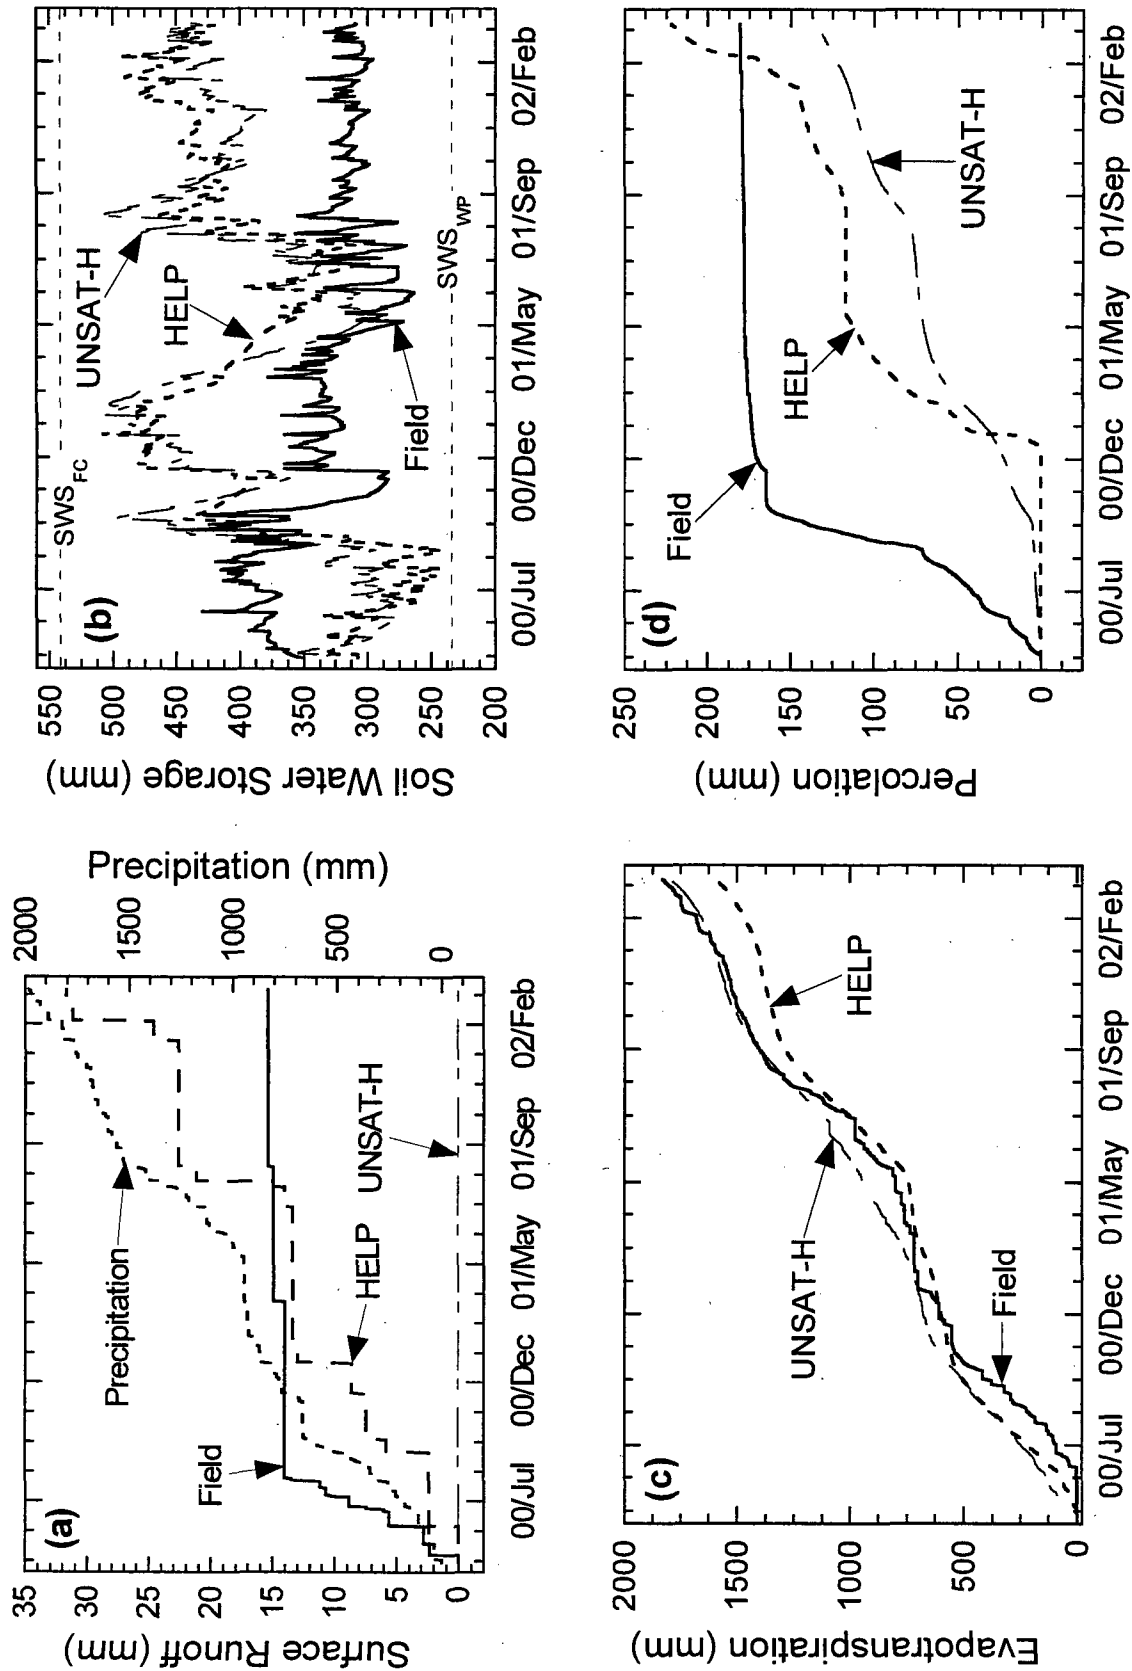 (a)
Surface Runoff (mm)
35
30
25
20
15
10
5
0
Precipitation (mm)
2000
1500
1000
500
0
Precipitation
Field
HELP
UNSAT-H
00/Jul 00/Dec 01/May 01/Sep 02/Feb
(b)
Soil Water Storage (mm)
550
500
450
400
350
300
250
200
SWS FC
UNSAT-H
HELP
Field
SWS WP
00/Jul 00/Dec 01/May 01/Sep 02/Feb
(c)
Evapotranspiration (mm)
2000
1500
1000
500
0
UNSAT-H
HELP
Field
00/Jul 00/Dec 01/May 01/Sep 02/Feb
(d)
Percolation (mm)
250
200
150
100
50
0
Field
HELP
UNSAT-H
00/Jul 00/Dec 01/May 01/Sep 02/Feb